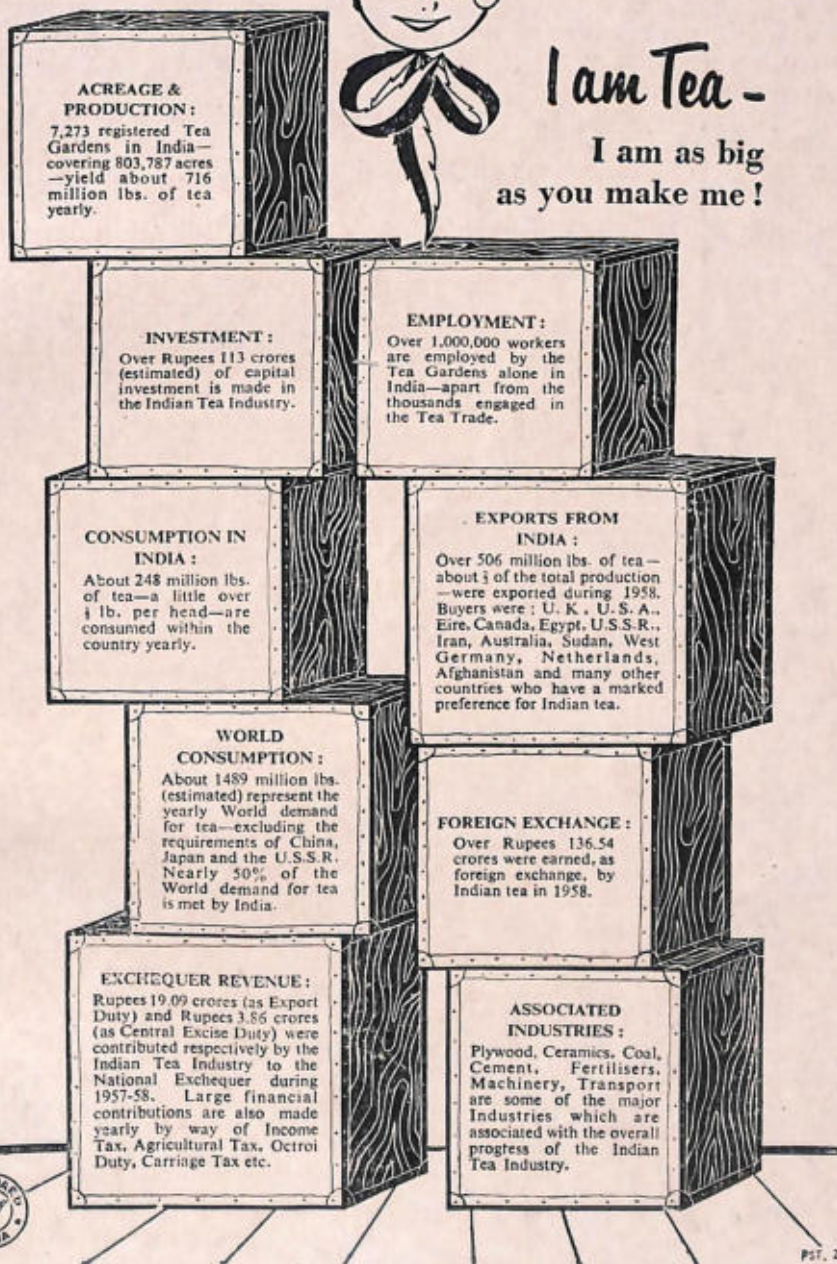 I am Tea -
I am as big
as you make me !
ACREAGE &
PRODUCTION :
7,273 registered Tea
Gardens in India—
covering 803,787 acres
—yield about 716
million lbs. of tea
yearly.
INVESTMENT :
Over Rupees 113 crores
(estimated) of capital
investment is made in
the Indian Tea Industry.
EMPLOYMENT :
Over 1,000,000 workers
are employed by the
Tea Gardens alone in
India—apart from the
thousands engaged in
the Tea Trade.
CONSUMPTION IN
INDIA :
About 248 million lbs.
of tea—a little over
lb. per head—are
consumed within the
country yearly.
EXPORTS FROM
INDIA :
Over 506 million lbs. of tea—
about of the total production
—were exported during 1958.
Buyers were : U. K., U. S. A.,
Eire, Canada, Egypt, U.S.S.R.,
Iran, Australia, Sudan, West
Germany, Netherlands,
Afghanistan and many other
countries who have a marked
preference for Indian tea.
WORLD
CONSUMPTION :
About 1489 million lbs.
(estimated) represent the
yearly World demand
for tea—excluding the
requirements of China,
Japan and the U.S.S.R.
Nearly 50% of the
World demand for tea
is met by India.
FOREIGN EXCHANGE :
Over Rupees 136.54
crores were earned, as
foreign exchange, by
Indian tea in 1958.
EXCHEQUER REVENUE :
Rupees 19.09 crores (as Export
Duty) and Rupees 3.86 crores
(as Central Excise Duty) were
contributed respectively by the
Indian Tea Industry to the
National Exchequer during
1957-58. Large financial
contributions are also made
yearly by way of Income
Tax, Agricultural Tax, Octroi
Duty, Carriage Tax etc.
ASSOCIATED
INDUSTRIES :
Plywood, Ceramics, Coal,
Cement, Fertilisers,
Machinery, Transport
are some of the major
Industries which are
associated with the overall
progress of the Indian
Tea Industry.
PST.